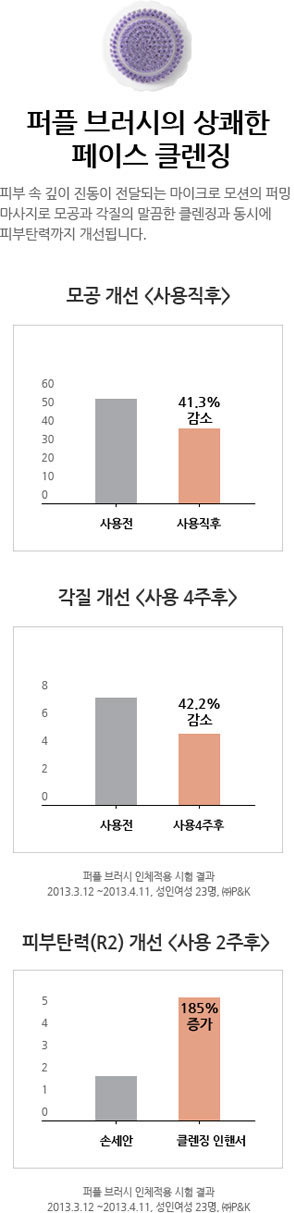 퍼플 브러시의 상쾌한
페이스 클렌징
피부 속 깊이 진동이 전달되는 마이크로 모션의 퍼밍
마사지로 모공과 각질의 말끔한 클렌징과 동시에
피부탄력까지 개선됩니다.
모공 개선 <사용직후>
60
50
40
30
20
10
0
41.3%
감소
사용전 사용직후
각질 개선 <사용 4주후>
8
6
4
2
0
42.2%
감소
사용전 사용4주후
퍼플 브러시 인체적용 시험 결과
2013.3.12 ~2013.4.11, 성인여성 23명, ㈜P&K
피부탄력(R2) 개선 <사용 2주후>
5
4
3
2
1
0
185%
증가
손세안 클렌징 인핸서
퍼플 브러시 인체적용 시험 결과
2013.3.12 ~2013.4.11, 성인여성 23명, ㈜P&K